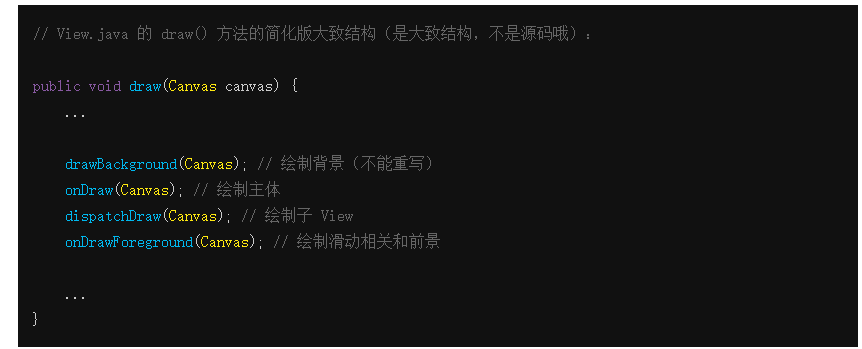 // View.java 的 draw() 方法的简化版大致结构（是大致结构，不是源码哦）：
public void draw(Canvas canvas) {
...
drawBackground(Canvas); // 绘制背景（不能重写）
onDraw(Canvas); // 绘制主体
dispatchDraw(Canvas); // 绘制子 View
onDrawForeground(Canvas); // 绘制滑动相关和前景
...
}